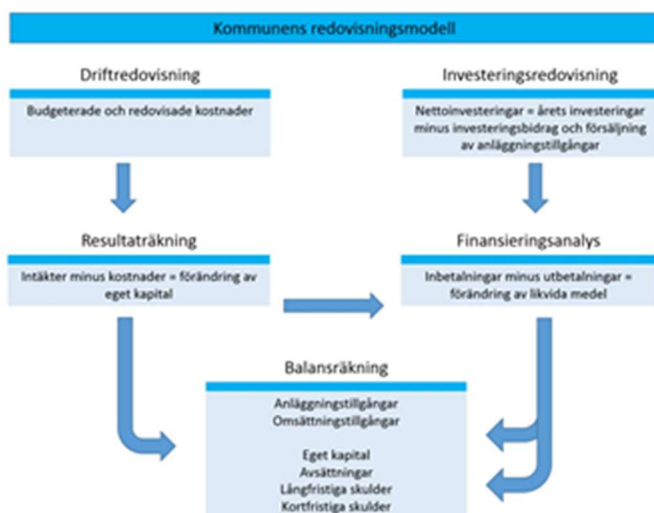 Kommunens redovisningsmodell
Driftredovisning
Budgeterade och redovisade kostnader
Investeringsredovisning
Nettoinvesteringar = årets investeringar
minus investeringsbidrag och försäljning
av anläggningstillgångar
Resultaträkning
Intäkter minus kostnader = förändring av
eget kapital
Finansieringsanalys
Inbetalningar minus utbetalningar =
förändring av likvida medel
Balansräkning
Anläggningstillgångar
Omsättningstillgångar
Eget kapital
Avsättningar
Långfristiga skulder
Kortfristiga skulder